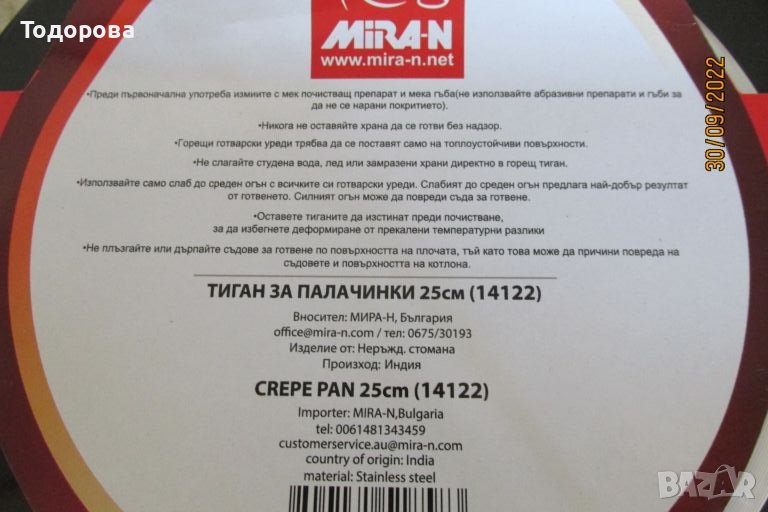 Тодорова
MiRA-N
www.mira-n.net
•Преди първоначална употреба измийте с мек почистващ препарат и мека гъба(не използвайте абразивни препарати и гъби за
да не се нарани покритието).
•Никога не оставяйте храна да се готви без надзор.
•Горещи готварски уреди трябва да се поставят само на топлоустойчиви повърхности.
•Не слагайте студена вода, лед или замразени храни директно в горещ тиган.
•Използвайте само слаб до среден огън с всичките си готварски уреди. Слабият до среден огън предлага най-добър резултат
от готвенето. Силният огън може да повреди съда за готвене.
•Оставете тиганите да изстинат преди почистване,
за да избегнете деформиране от прекалени температурни разлики
•Не плъзгайте или дърпайте съдове за готвене по повърхността на плочата, тъй като това може да причини повреда на
съдовете и повърхността на котлона.
ТИГАН ЗА ПАЛАЧИНКИ 25см (14122)
Вносител: МИРА-Н, България
office@mira-n.com / тел: 0675/30193
Изделие от: Неръжд. стомана
Произход: Индия
CREPE PAN 25cm (14122)
Importer: MIRA-N,Bulgaria
tel: 0061481343459
customerservice.au@mira-n.com
country of origin: India
material: Stainless steel
30/09/2022
BAZAR